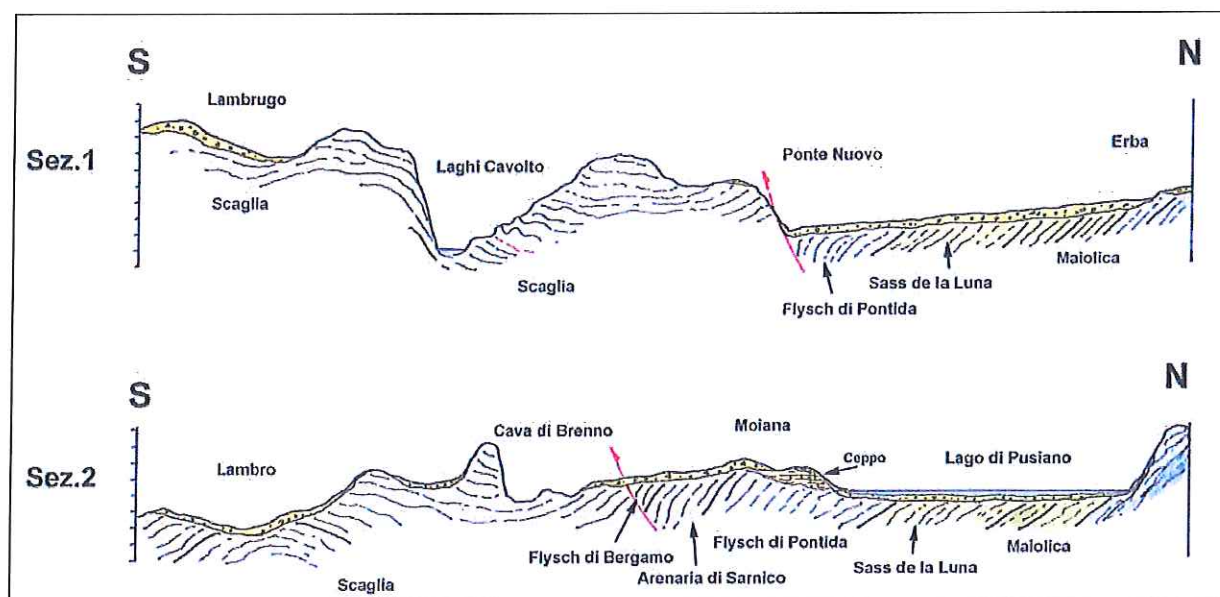 S
N
Lambrugo
Erba
Sez.1
Laghi Cavolto
Ponte Nuovo
Scaglia
Maiolica
Scaglia
Sass de la Luna
Flysch di Pontida
S
N
Cava di Brenno
Moiana
Lambro
Ceppo
Lago di Pusiano
Sez.2
Flysch di Bergamo
Flysch di Pontida
Maiolica
Sass de la Luna
Scaglia
Arenaria di Sarnico